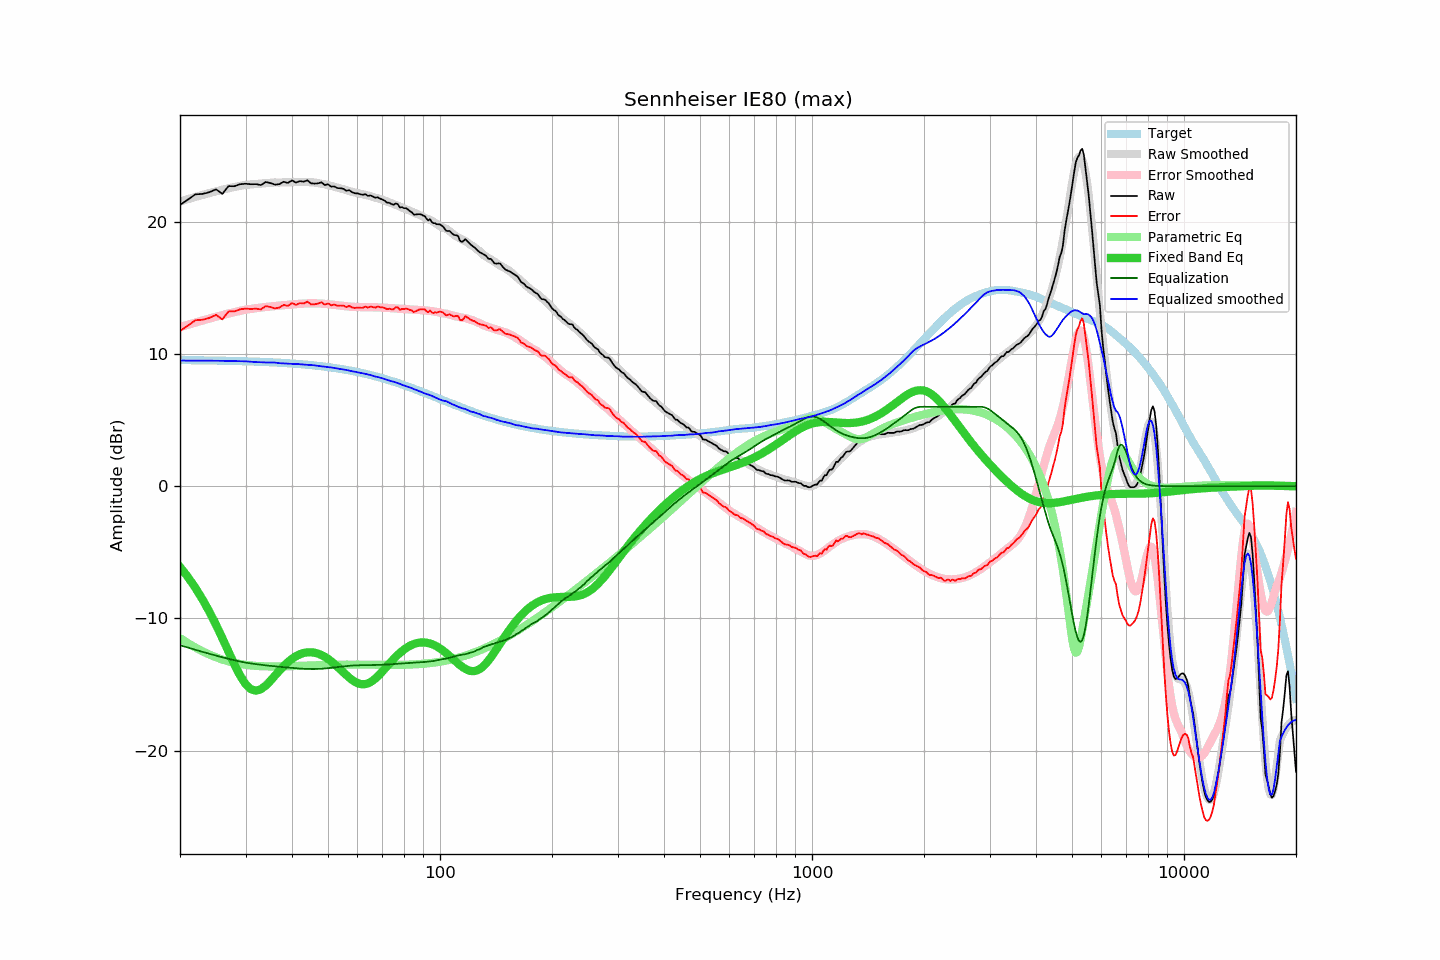 Sennheiser IE80 (max)
Target
Raw Smoothed
Error Smoothed
Raw
Error
Parametric Eq
Fixed Band Eq
Equalization
Equalized smoothed
Amplitude (dBr)
20
10
0
−10
−20
100
1000
10000
Frequency (Hz)